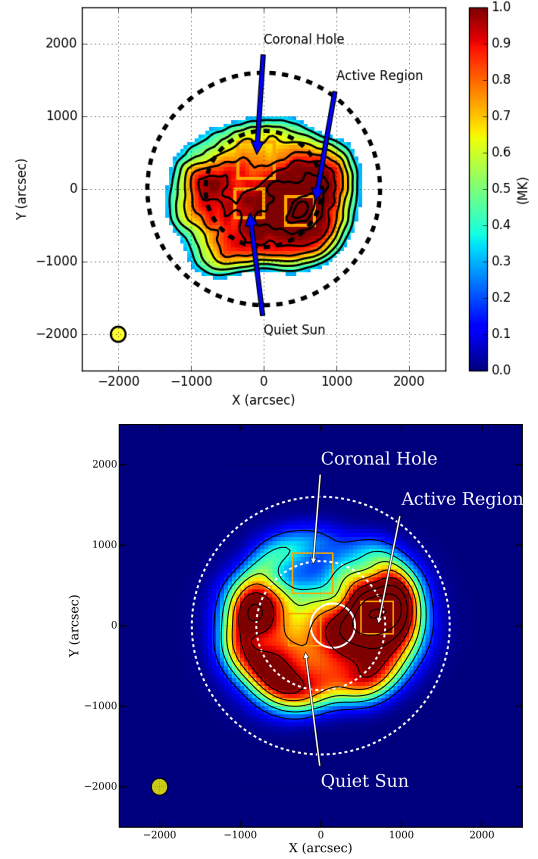 2000
1000
0
−1000
−2000
Y (arcsec)
−2000
−1000
0
1000
2000
X (arcsec)
Coronal Hole
Active Region
Quiet Sun
1.0
0.9
0.8
0.7
0.6
0.5
0.4
0.3
0.2
0.1
0.0
(MK)
2000
1000
0
−1000
−2000
Y (arcsec)
Coronal Hole
Active Region
Quiet Sun
−2000
−1000
0
1000
2000
X (arcsec)